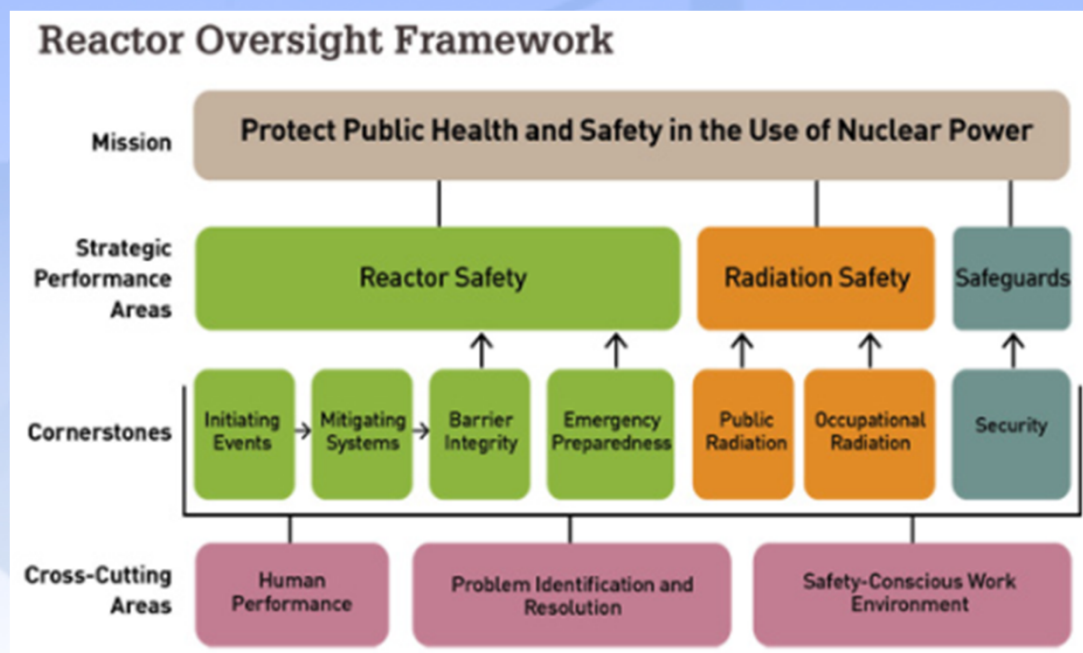 Reactor Oversight Framework
Mission
Protect Public Health and Safety in the Use of Nuclear Power
Strategic
Performance
Areas
Reactor Safety
Radiation Safety
Safeguards
Cornerstones
Initiating
Events
Mitigating
Systems
Barrier
Integrity
Emergency
Preparedness
Public
Radiation
Occupational
Radiation
Security
Cross-Cutting
Areas
Human
Performance
Problem Identification and
Resolution
Safety-Conscious Work
Environment